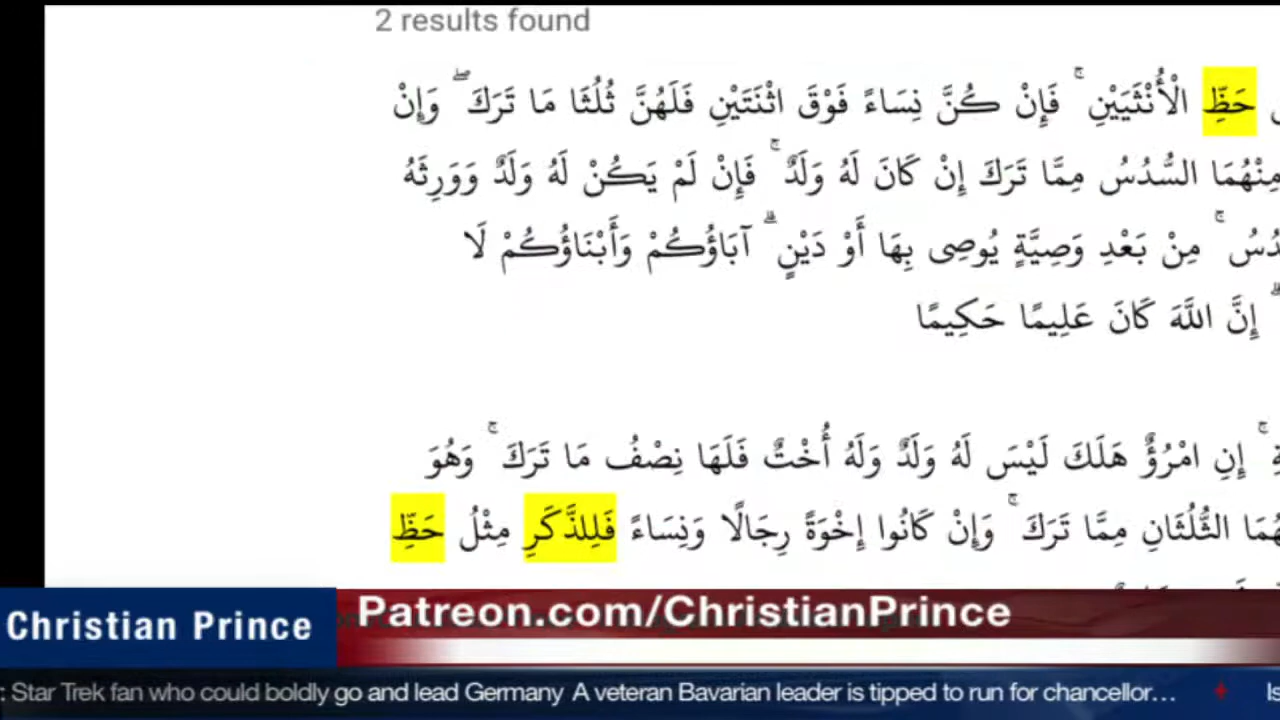 2 results found
حَظِّ الْأُنْثَيَيْنِ ۚ فَإِنْ كُنَّ نِسَاءً فَوْقَ اثْنَتَيْنِ فَلَهُنَّ ثُلُثَا مَا تَرَكَ ۖ وَإِنْ
مِنْهُمَا السُّدُسُ مِمَّا تَرَكَ إِنْ كَانَ لَهُ وَلَدٌ ۚ فَإِنْ لَمْ يَكُنْ لَهُ وَلَدٌ وَوَرِثَهُ
دُسُ ۚ مِنْ بَعْدِ وَصِيَّةٍ يُوصِي بِهَا أَوْ دَيْنٍ ۗ آبَاؤُكُمْ وَأَبْنَاؤُكُمْ لَا
ۗ إِنَّ اللَّهَ كَانَ عَلِيمًا حَكِيمًا
ۚ إِنِ امْرُؤٌ هَلَكَ لَيْسَ لَهُ وَلَدٌ وَلَهُ أُخْتٌ فَلَهَا نِصْفُ مَا تَرَكَ ۚ وَهُوَ
هُمَا الثُّلُثَانِ مِمَّا تَرَكَ ۚ وَإِنْ كَانُوا إِخْوَةً رِجَالًا وَنِسَاءً فَلِلذَّكَرِ مِثْلُ حَظِّ
Christian Prince
Patreon.com/ChristianPrince
: Star Trek fan who could boldly go and lead Germany A veteran Bavarian leader is tipped to run for chancellor… Is